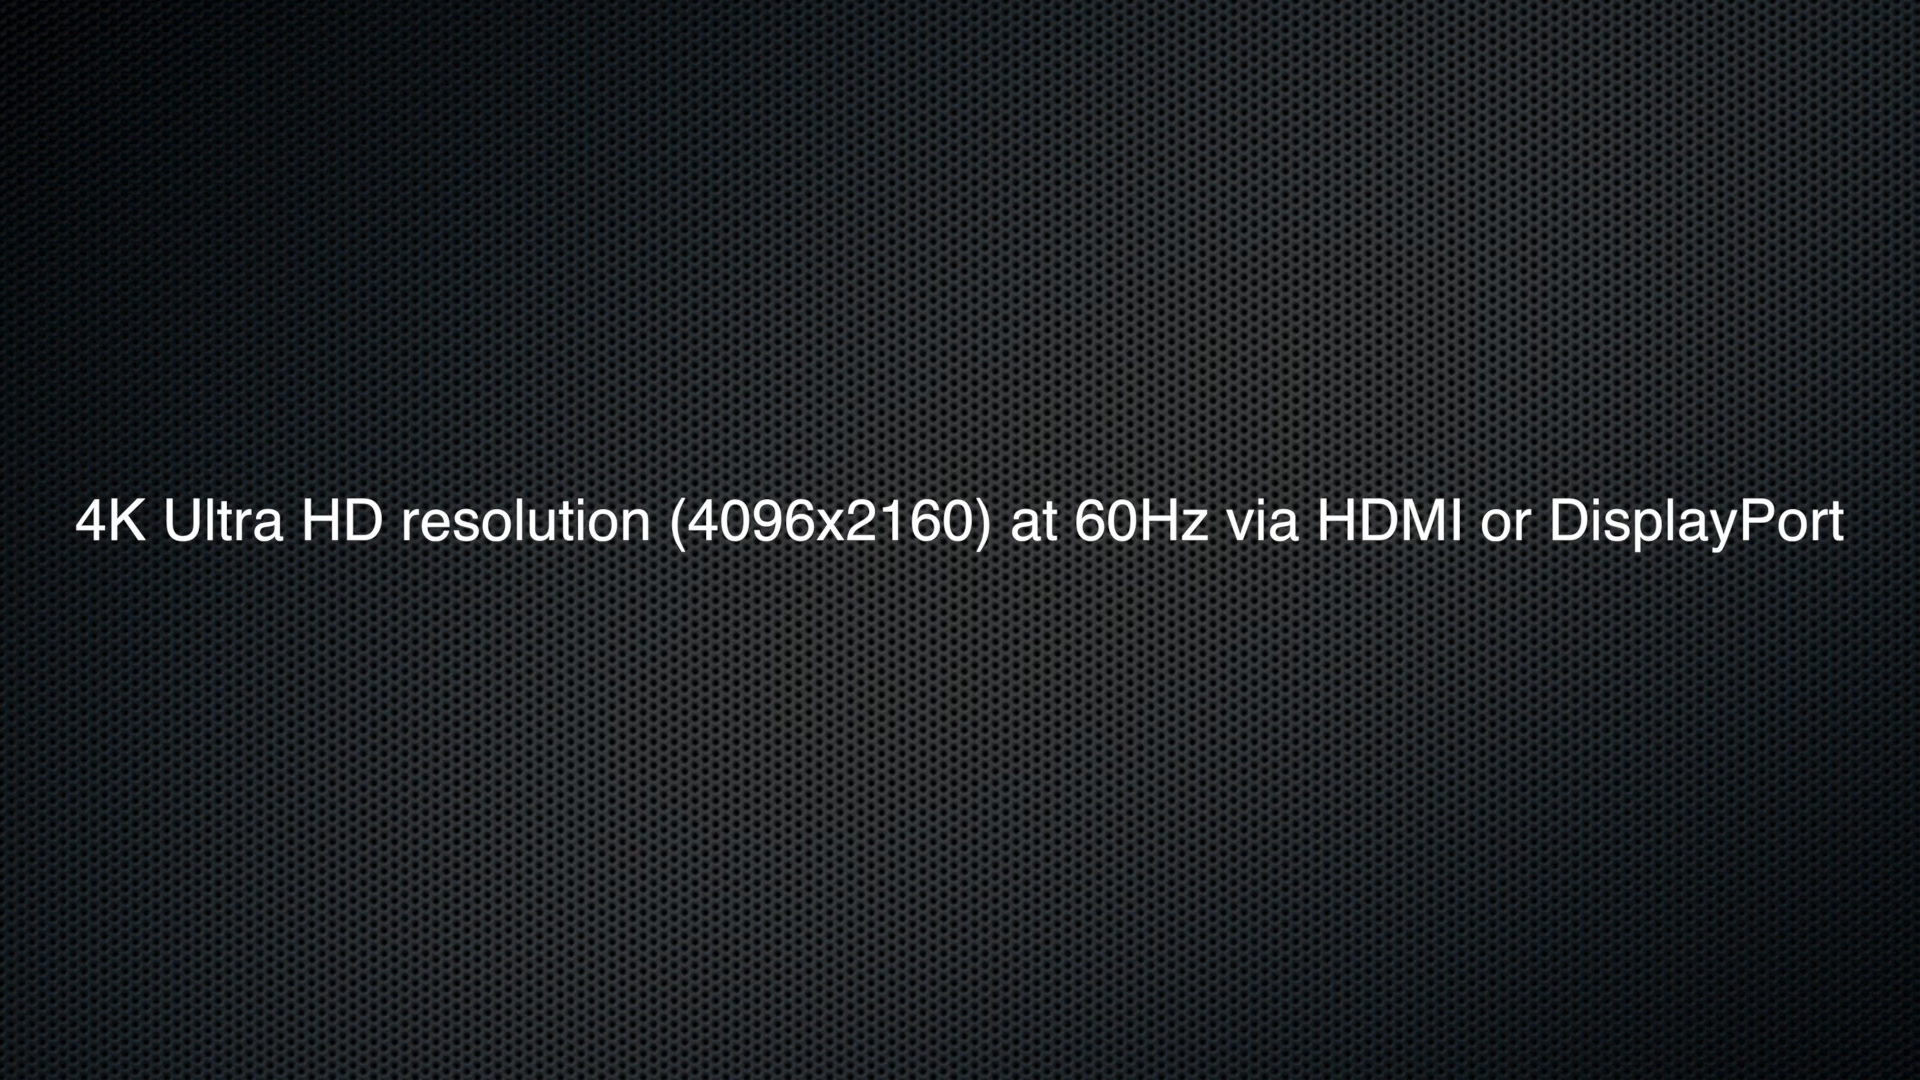 4K Ultra HD resolution (4096x2160) at 60Hz via HDMI or DisplayPort